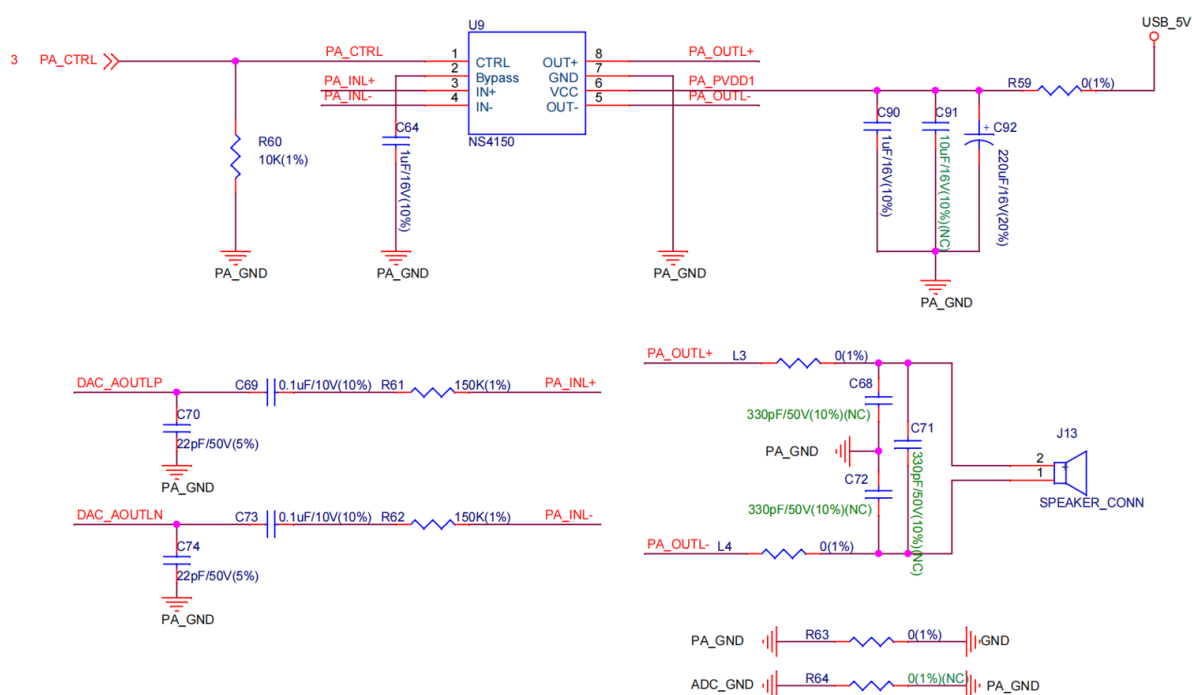 USB_5V
U9
3 PA_CTRL
PA_CTRL 1 CTRL OUT+ 8 PA_OUTL+
2 Bypass GND 7
PA_INL+ 3 IN+ VCC 6 PA_PVDD1
PA_INL- 4 IN- OUT- 5 PA_OUTL-
NS4150
R59 0(1%)
R60
10K(1%)
C64
1uF/16V(10%)
C90
1uF/16V(10%)
C91
10uF/16V(10%)(NC)
+ C92
220uF/16V(20%)
PA_GND
PA_GND
PA_GND
PA_GND
DAC_AOUTLP C69 0.1uF/10V(10%) R61 150K(1%) PA_INL+
C70
22pF/50V(5%)
PA_GND
DAC_AOUTLN C73 0.1uF/10V(10%) R62 150K(1%) PA_INL-
C74
22pF/50V(5%)
PA_GND
PA_OUTL+ L3 0(1%)
C68
330pF/50V(10%)(NC)
C71
330pF/50V(10%)(NC)
PA_GND
C72
330pF/50V(10%)(NC)
PA_OUTL- L4 0(1%)
J13
2
+
1
SPEAKER_CONN
PA_GND R63 0(1%) GND
ADC_GND R64 0(1%)(NC) PA_GND